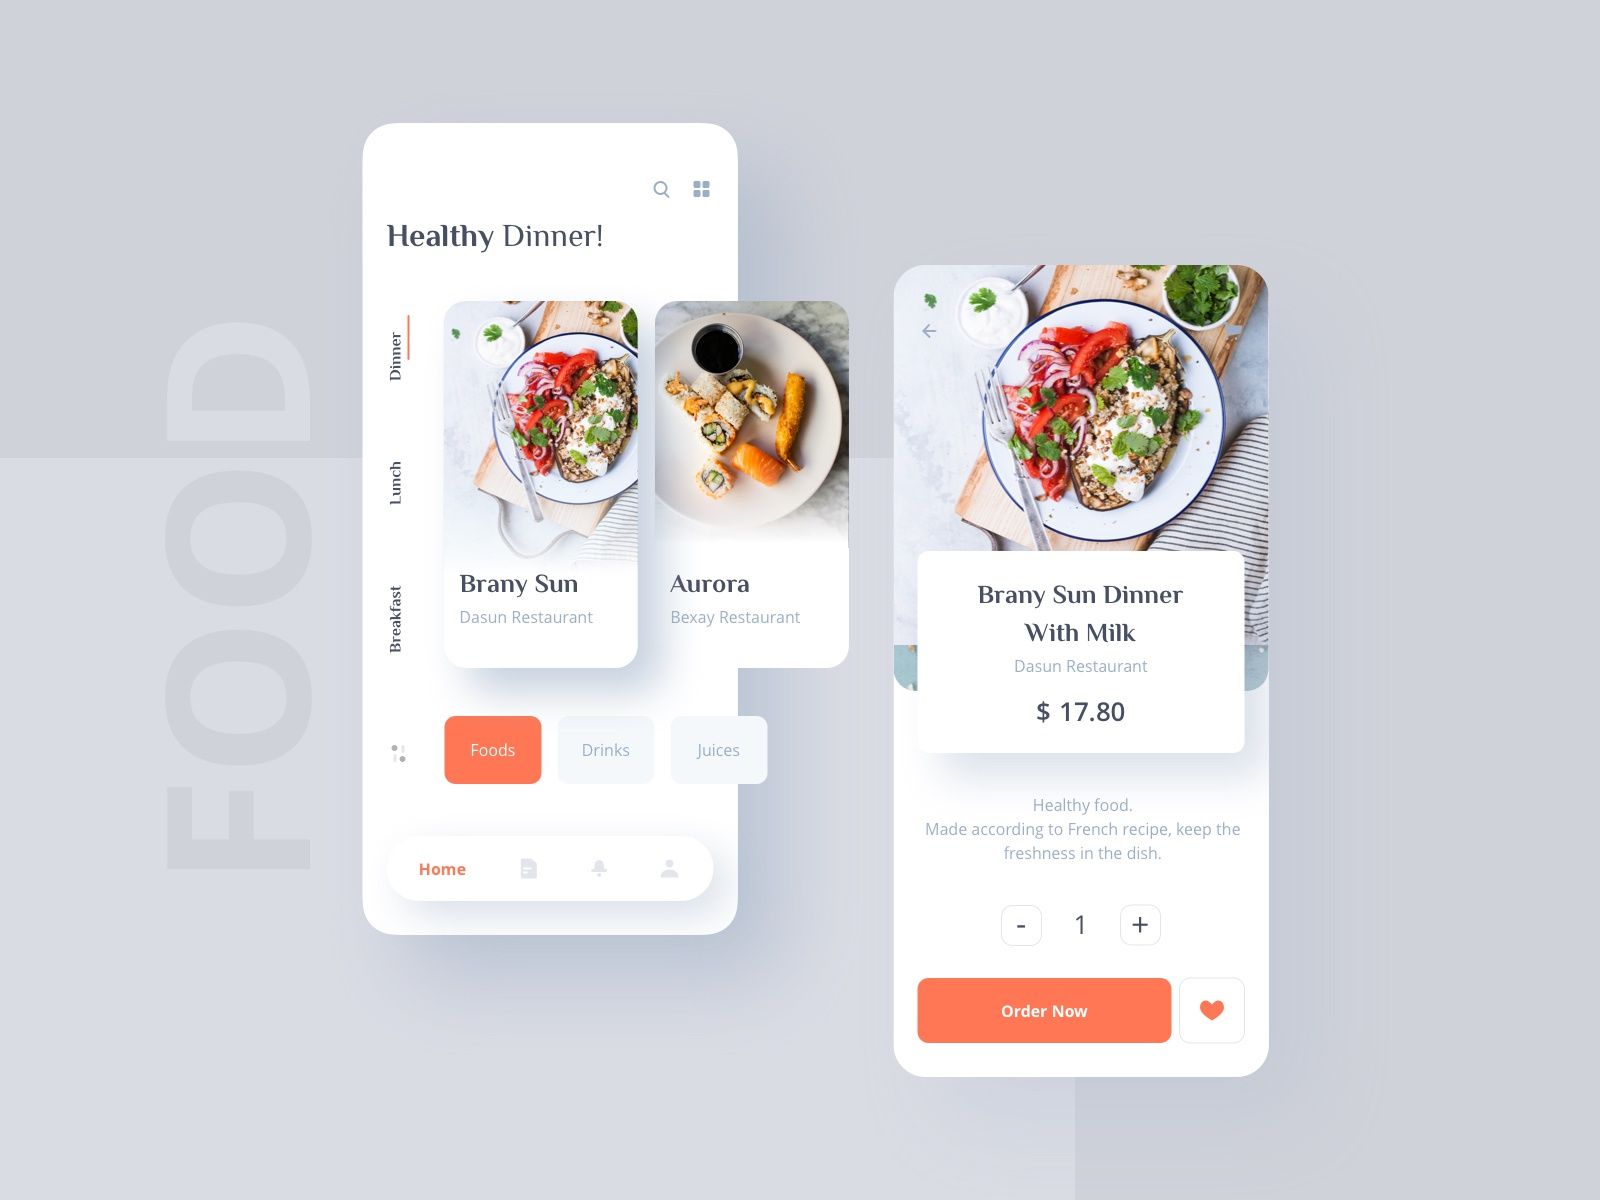 FOOD
Healthy Dinner!
Dinner
Lunch
Breakfast
Brany Sun
Dasun Restaurant
Aurora
Bexay Restaurant
Foods
Drinks
Juices
Home
Brany Sun Dinner
With Milk
Dasun Restaurant
$ 17.80
Healthy food.
Made according to French recipe, keep the
freshness in the dish.
- 1 +
Order Now